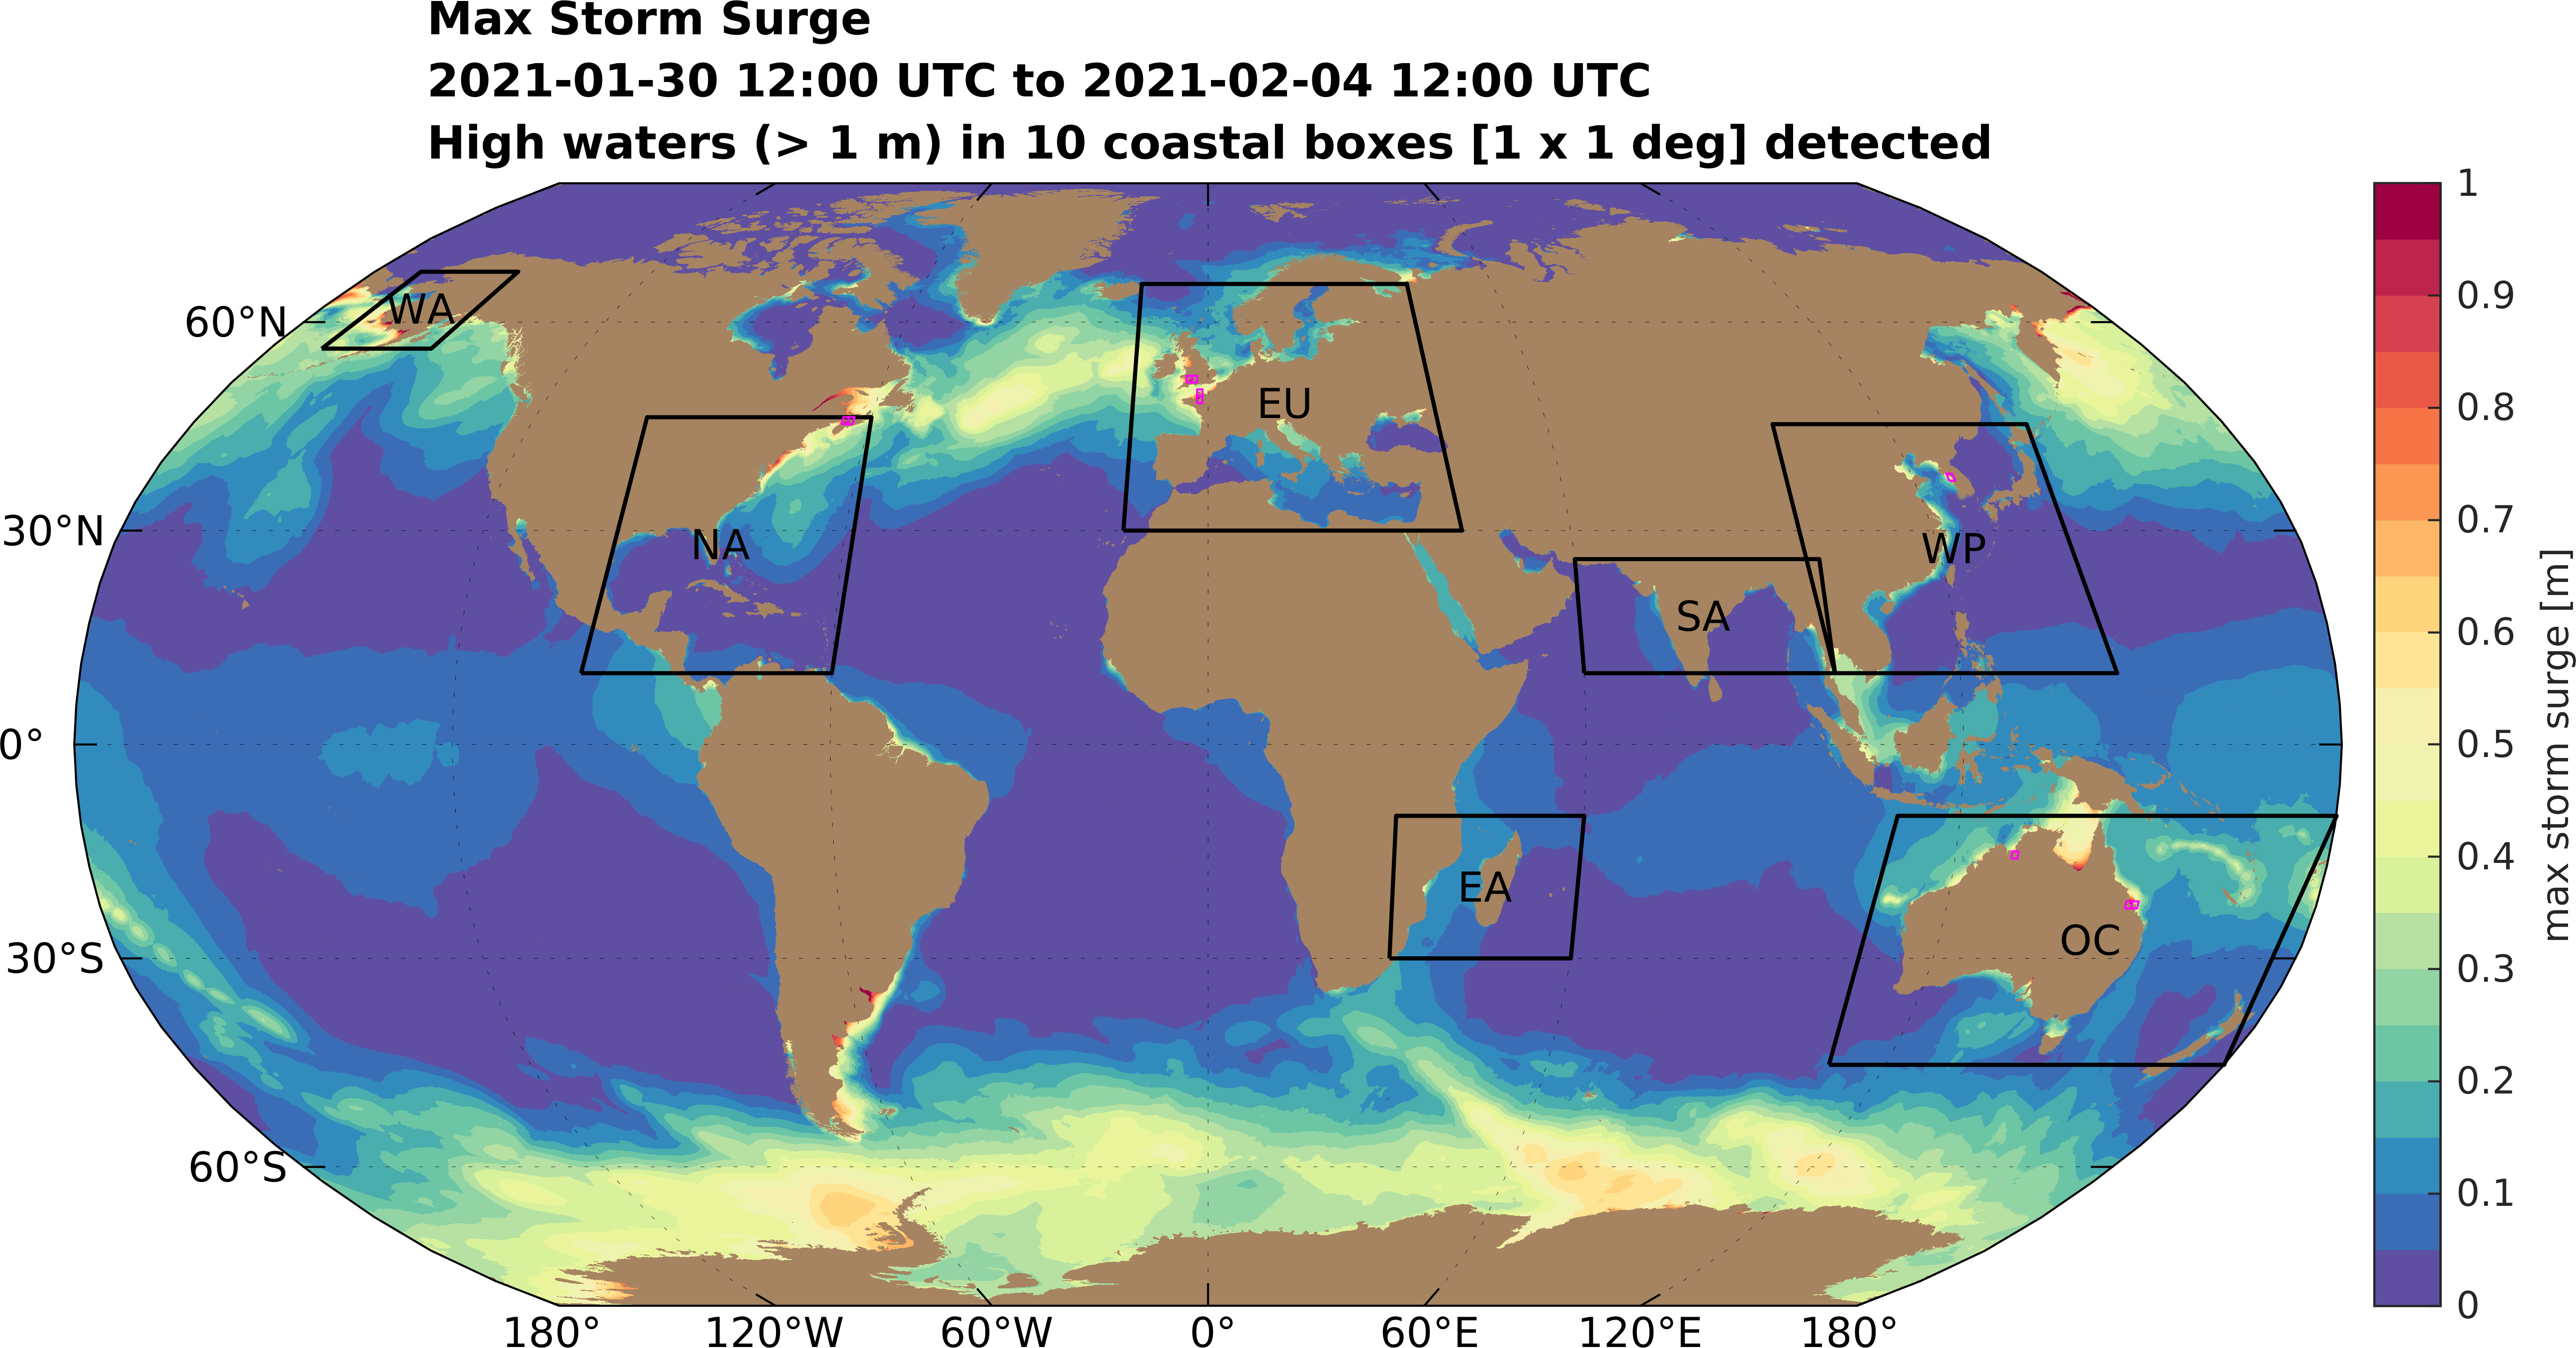 Max Storm Surge
2021-01-30 12:00 UTC to 2021-02-04 12:00 UTC
High waters (> 1 m) in 10 coastal boxes [1 x 1 deg] detected
60°N
30°N
0°
30°S
60°S
180°
120°W
60°W
0°
60°E
120°E
180°
WA
NA
EU
SA
WP
EA
OC
1
0.9
0.8
0.7
0.6
0.5
0.4
0.3
0.2
0.1
0
max storm surge [m]